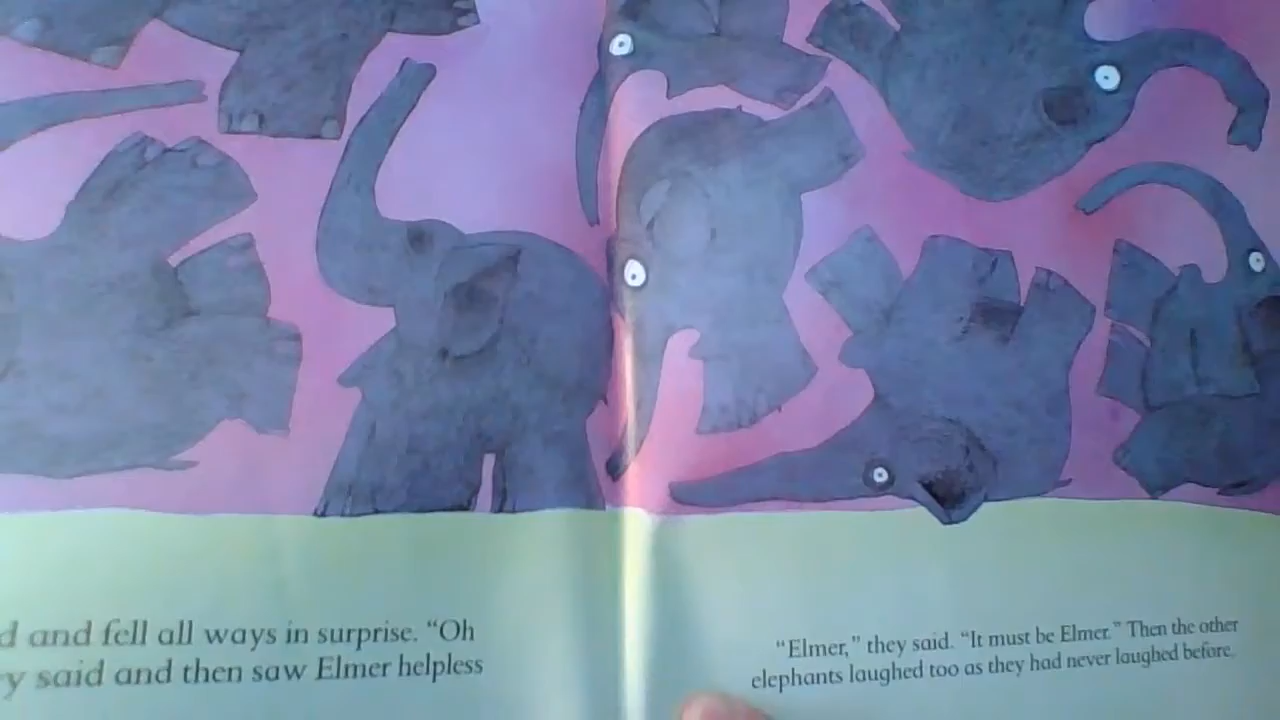 d and fell all ways in surprise. “Oh
y said and then saw Elmer helpless
“Elmer,” they said. “It must be Elmer.” Then the other
elephants laughed too as they had never laughed before.